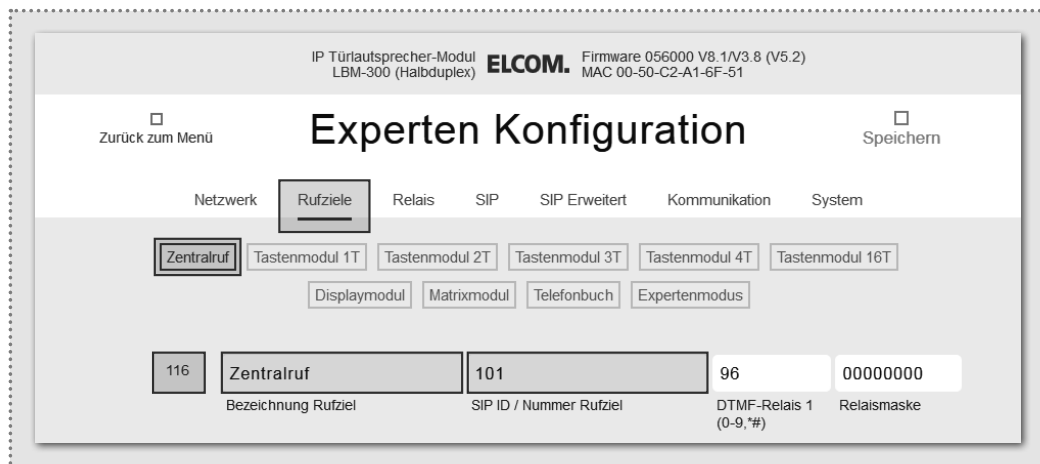 IP Türlautsprecher-Modul
LBM-300 (Halbduplex)
ELCOM.
Firmware 056000 V8.1/V3.8 (V5.2)
MAC 00-50-C2-A1-6F-51
Zurück zum Menü
Experten Konfiguration
Speichern
Netzwerk Rufziele Relais SIP SIP Erweitert Kommunikation System
Zentralruf Tastenmodul 1T Tastenmodul 2T Tastenmodul 3T Tastenmodul 4T Tastenmodul 16T
Displaymodul Matrixmodul Telefonbuch Expertenmodus
116 Zentralruf 101 96 00000000
Bezeichnung Rufziel SIP ID / Nummer Rufziel DTMF-Relais 1 Relaismaske
(0-9,*#)